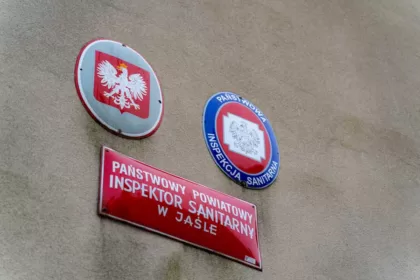 PAŃSTWOWA
INSPEKCJA SANITARNA
PAŃSTWOWY POWIATOWY
INSPEKTOR SANITARNY
W JAŚLE